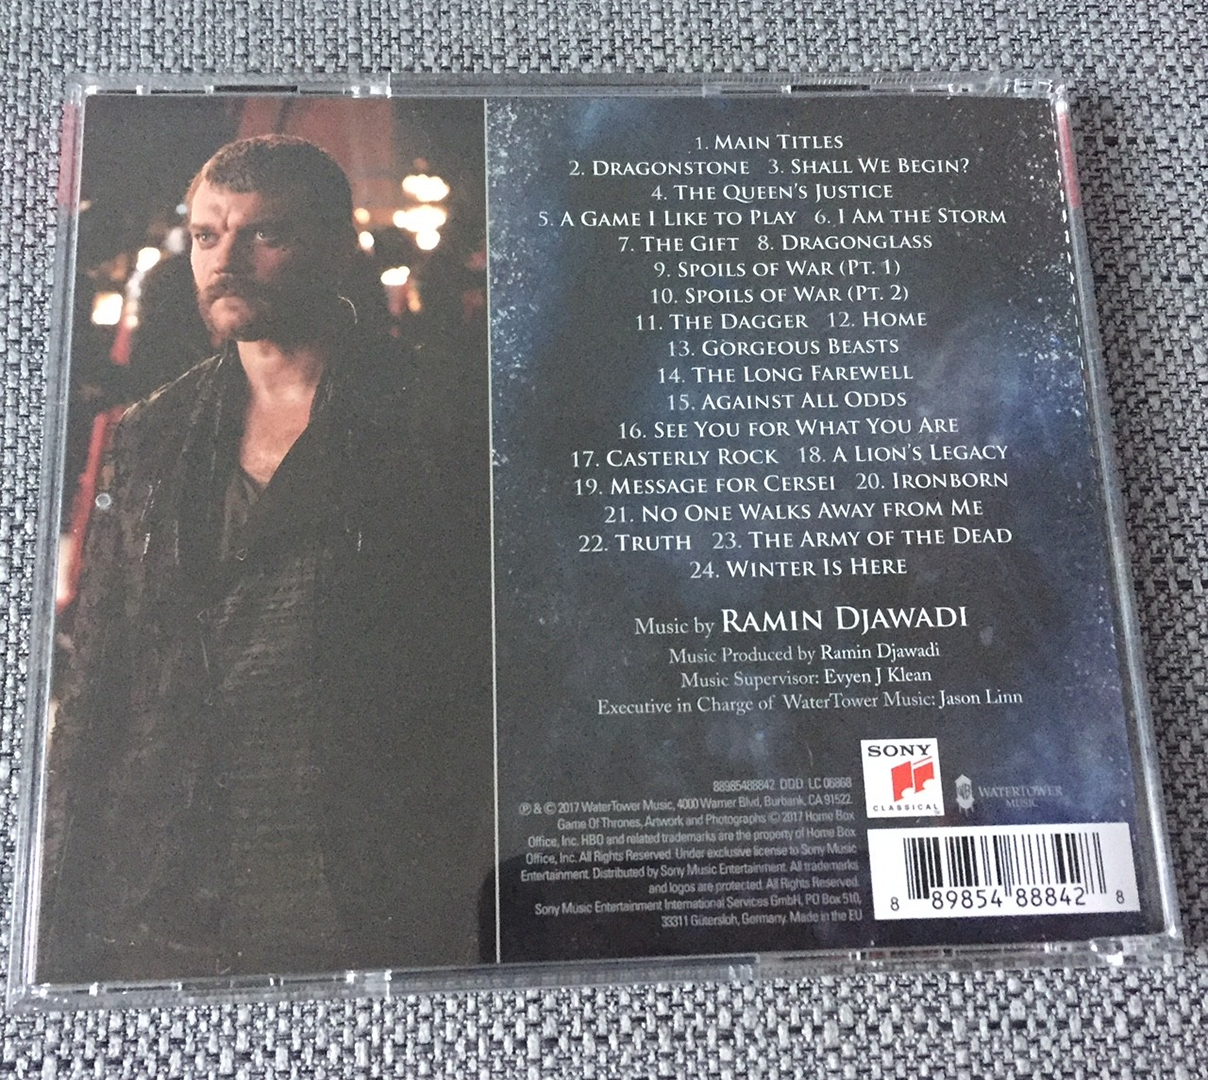 1. Main Titles
2. Dragonstone 3. Shall We Begin?
4. The Queen's Justice
5. A Game I Like to Play 6. I Am the Storm
7. The Gift 8. Dragonglass
9. Spoils of War (Pt. 1)
10. Spoils of War (Pt. 2)
11. The Dagger 12. Home
13. Gorgeous Beasts
14. The Long Farewell
15. Against All Odds
16. See You for What You Are
17. Casterly Rock 18. A Lion's Legacy
19. Message for Cersei 20. Ironborn
21. No One Walks Away from Me
22. Truth 23. The Army of the Dead
24. Winter Is Here
Music by Ramin Djawadi
Music Produced by Ramin Djawadi
Music Supervisor: Evyen J Klean
Executive in Charge of WaterTower Music: Jason Linn
SONY
CLASSICAL
WATERTOWER
MUSIC
88985488842 DDD LC 06868
℗ & © 2017 WaterTower Music, 4000 Warner Blvd, Burbank, CA 91522.
Game Of Thrones, Artwork and Photographs © 2017 Home Box
Office, Inc. HBO and related trademarks are the property of Home Box
Office, Inc. All Rights Reserved. Under exclusive license to Sony Music
Entertainment. Distributed by Sony Music Entertainment. All trademarks
and logos are protected. All Rights Reserved.
Sony Music Entertainment International Services GmbH, PO Box 510,
33311 Gütersloh, Germany. Made in the EU
8 89854 88842 8